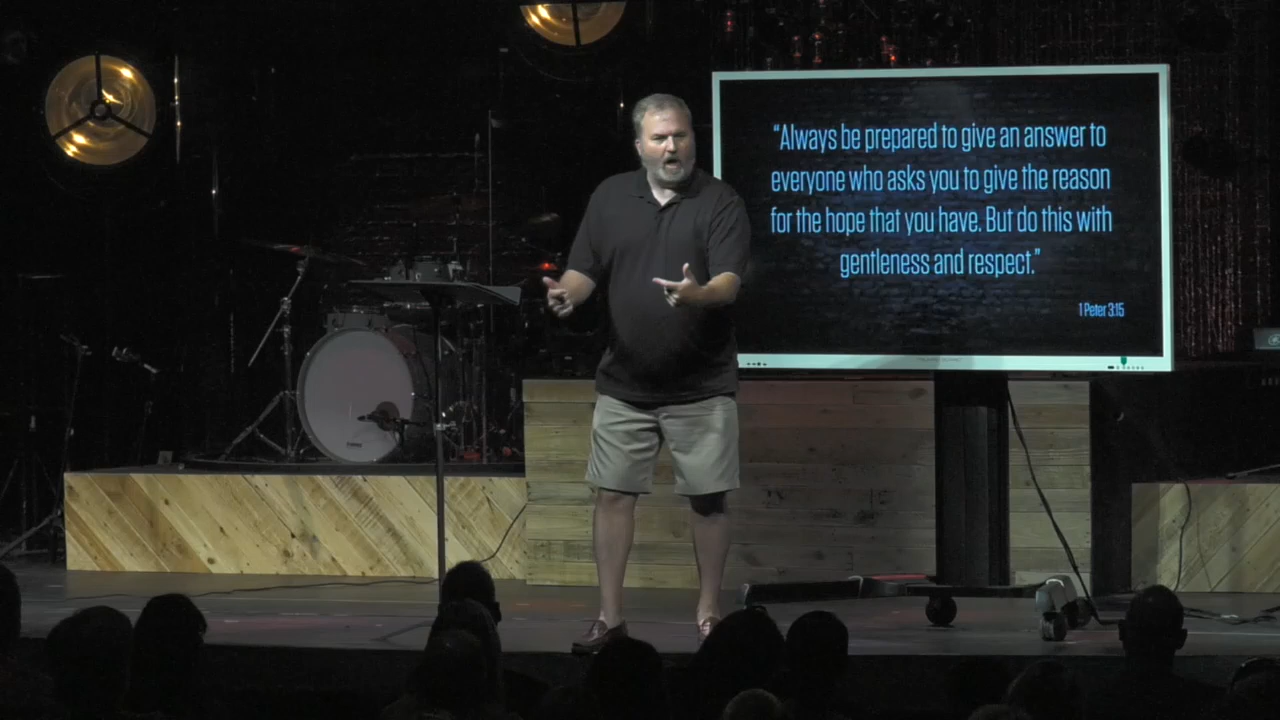 “Always be prepared to give an answer to
everyone who asks you to give the reason
for the hope that you have. But do this with
gentleness and respect.”
1 Peter 3:15